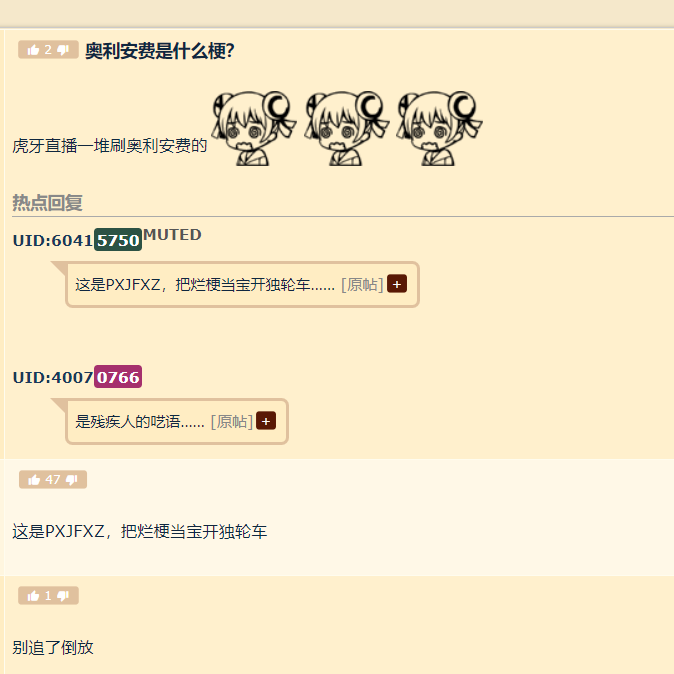 2
奥利安费是什么梗?
虎牙直播一堆刷奥利安费的
热点回复
UID:60415750 MUTED
这是PXJFXZ，把烂梗当宝开独轮车...... [原帖] +
UID:40070766
是残疾人的呓语...... [原帖] +
47
这是PXJFXZ，把烂梗当宝开独轮车
1
别追了倒放